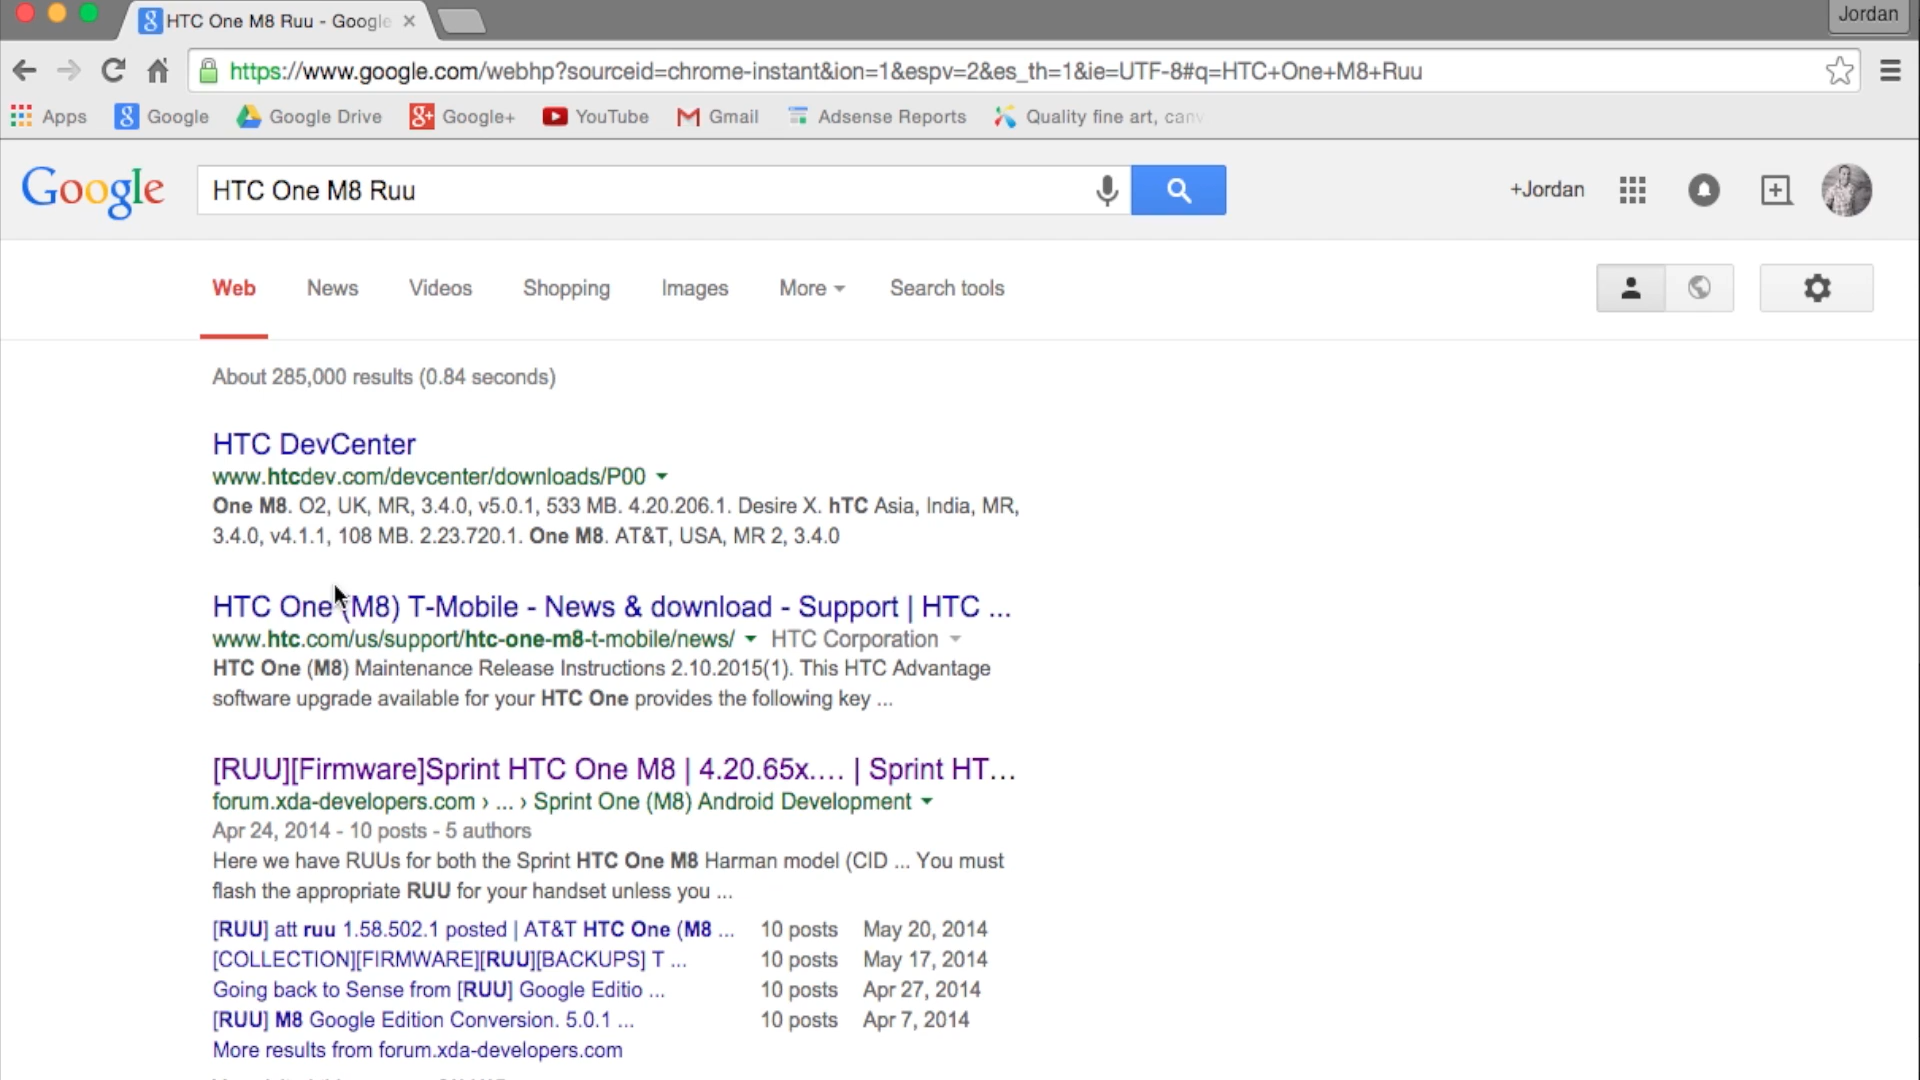 HTC One M8 Ruu - Google
Jordan
https://www.google.com/webhp?sourceid=chrome-instant&ion=1&espv=2&es_th=1&ie=UTF-8#q=HTC+One+M8+Ruu
Apps Google Google Drive Google+ YouTube Gmail Adsense Reports Quality fine art, canv
Google HTC One M8 Ruu +Jordan
Web News Videos Shopping Images More Search tools
About 285,000 results (0.84 seconds)
HTC DevCenter
www.htcdev.com/devcenter/downloads/P00
One M8. O2, UK, MR, 3.4.0, v5.0.1, 533 MB. 4.20.206.1. Desire X. hTC Asia, India, MR,
3.4.0, v4.1.1, 108 MB. 2.23.720.1. One M8. AT&T, USA, MR 2, 3.4.0
HTC One (M8) T-Mobile - News & download - Support | HTC ...
www.htc.com/us/support/htc-one-m8-t-mobile/news/ HTC Corporation
HTC One (M8) Maintenance Release Instructions 2.10.2015(1). This HTC Advantage
software upgrade available for your HTC One provides the following key ...
[RUU][Firmware]Sprint HTC One M8 | 4.20.65x.... | Sprint HT...
forum.xda-developers.com › ... › Sprint One (M8) Android Development
Apr 24, 2014 - 10 posts - 5 authors
Here we have RUUs for both the Sprint HTC One M8 Harman model (CID ... You must
flash the appropriate RUU for your handset unless you ...
[RUU] att ruu 1.58.502.1 posted | AT&T HTC One (M8 ... 10 posts May 20, 2014
[COLLECTION][FIRMWARE][RUU][BACKUPS] T ... 10 posts May 17, 2014
Going back to Sense from [RUU] Google Editio ... 10 posts Apr 27, 2014
[RUU] M8 Google Edition Conversion. 5.0.1 ... 10 posts Apr 7, 2014
More results from forum.xda-developers.com